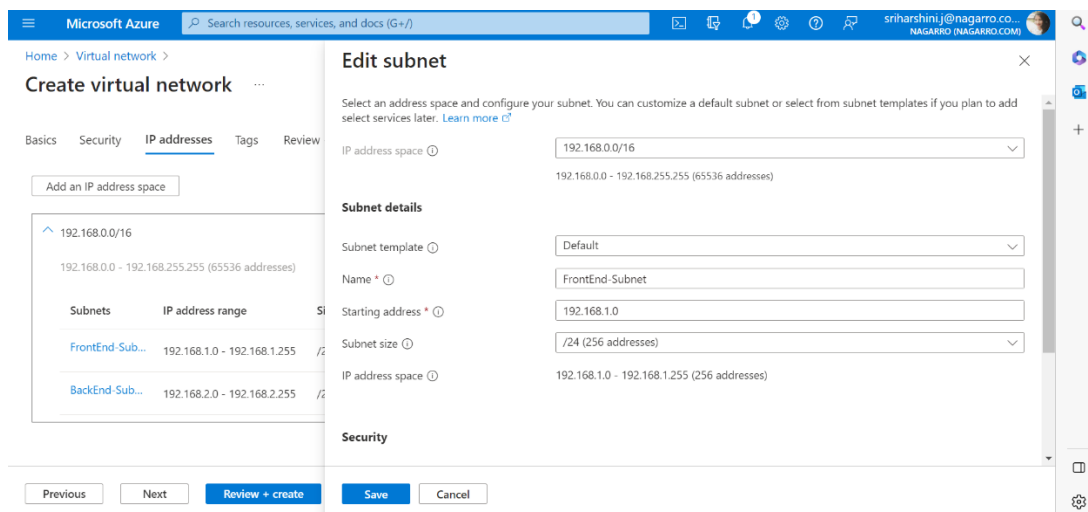 Microsoft Azure
Search resources, services, and docs (G+/)
1
sriharshini.j@nagarro.co...
NAGARRO (NAGARRO.COM)
Home > Virtual network >
Create virtual network ...
Basics Security IP addresses Tags Review
Add an IP address space
192.168.0.0/16
192.168.0.0 - 192.168.255.255 (65536 addresses)
Subnets IP address range Si
FrontEnd-Sub... 192.168.1.0 - 192.168.1.255 /2
BackEnd-Sub... 192.168.2.0 - 192.168.2.255 /2
Previous Next Review + create
Edit subnet
Select an address space and configure your subnet. You can customize a default subnet or select from subnet templates if you plan to add
select services later. Learn more
IP address space 192.168.0.0/16
192.168.0.0 - 192.168.255.255 (65536 addresses)
Subnet details
Subnet template Default
Name * FrontEnd-Subnet
Starting address * 192.168.1.0
Subnet size /24 (256 addresses)
IP address space 192.168.1.0 - 192.168.1.255 (256 addresses)
Security
Save Cancel